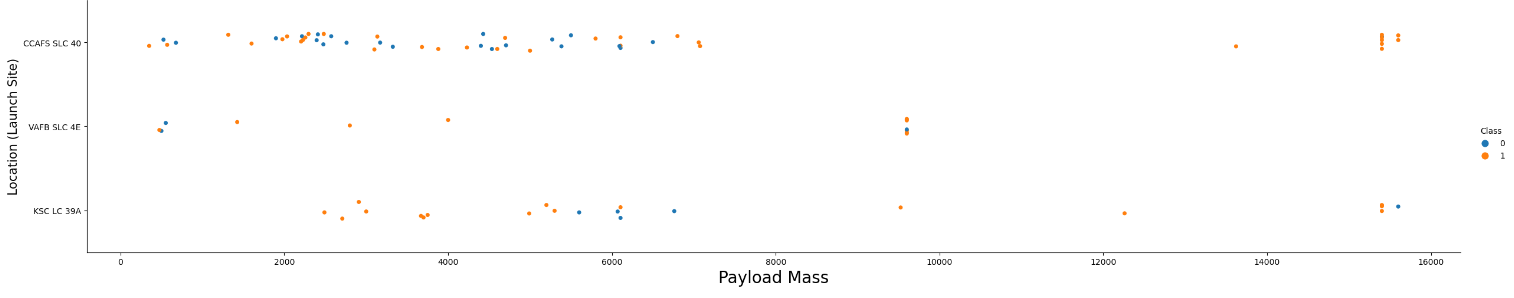 Location (Launch Site)
CCAFS SLC 40
VAFB SLC 4E
KSC LC 39A
0 2000 4000 6000 8000 10000 12000 14000 16000
Payload Mass
Class
0
1